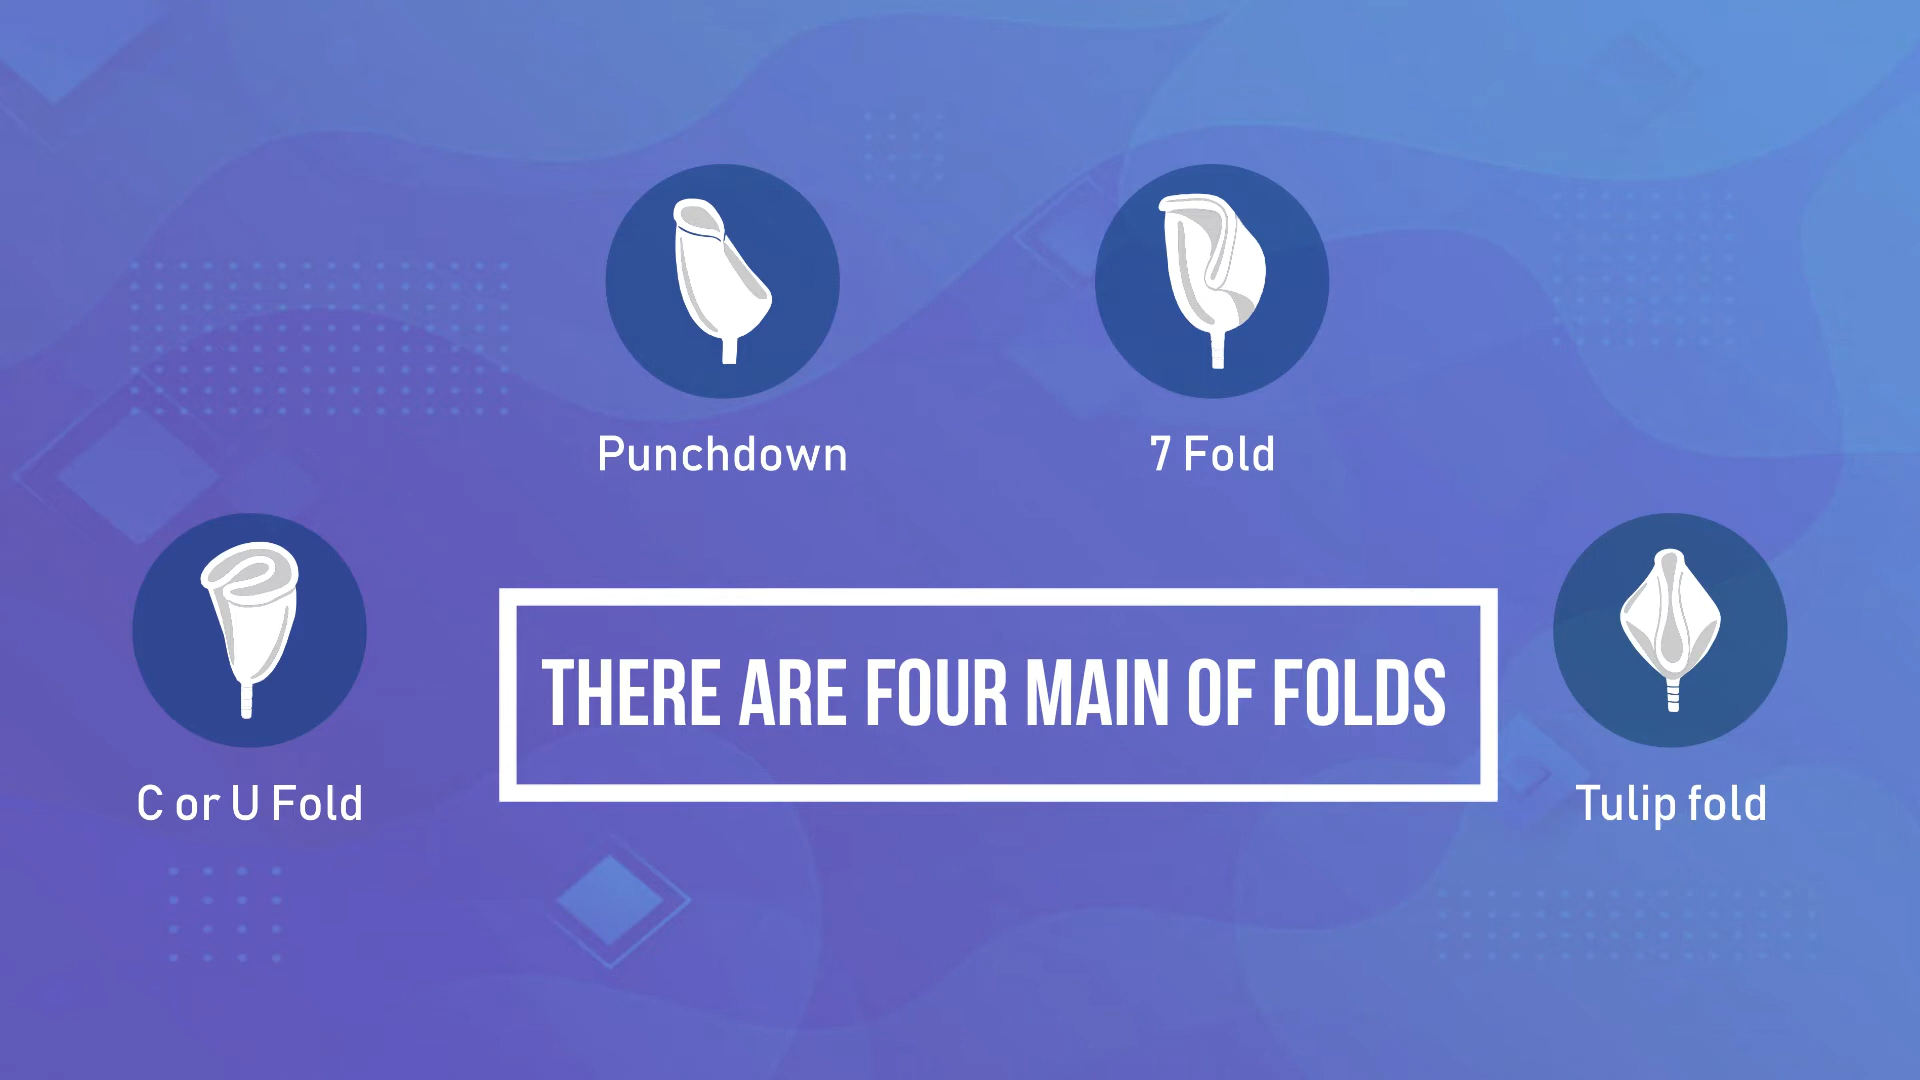 Punchdown
7 Fold
C or U Fold
THERE ARE FOUR MAIN OF FOLDS
Tulip fold